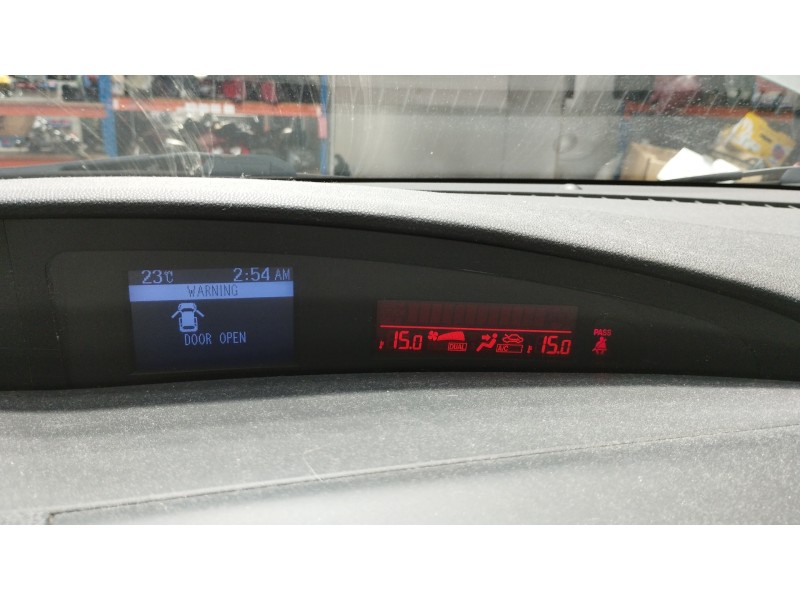 23°C 2:54 AM
WARNING
DOOR OPEN
15.0 DUAL A/C 15.0
PASS